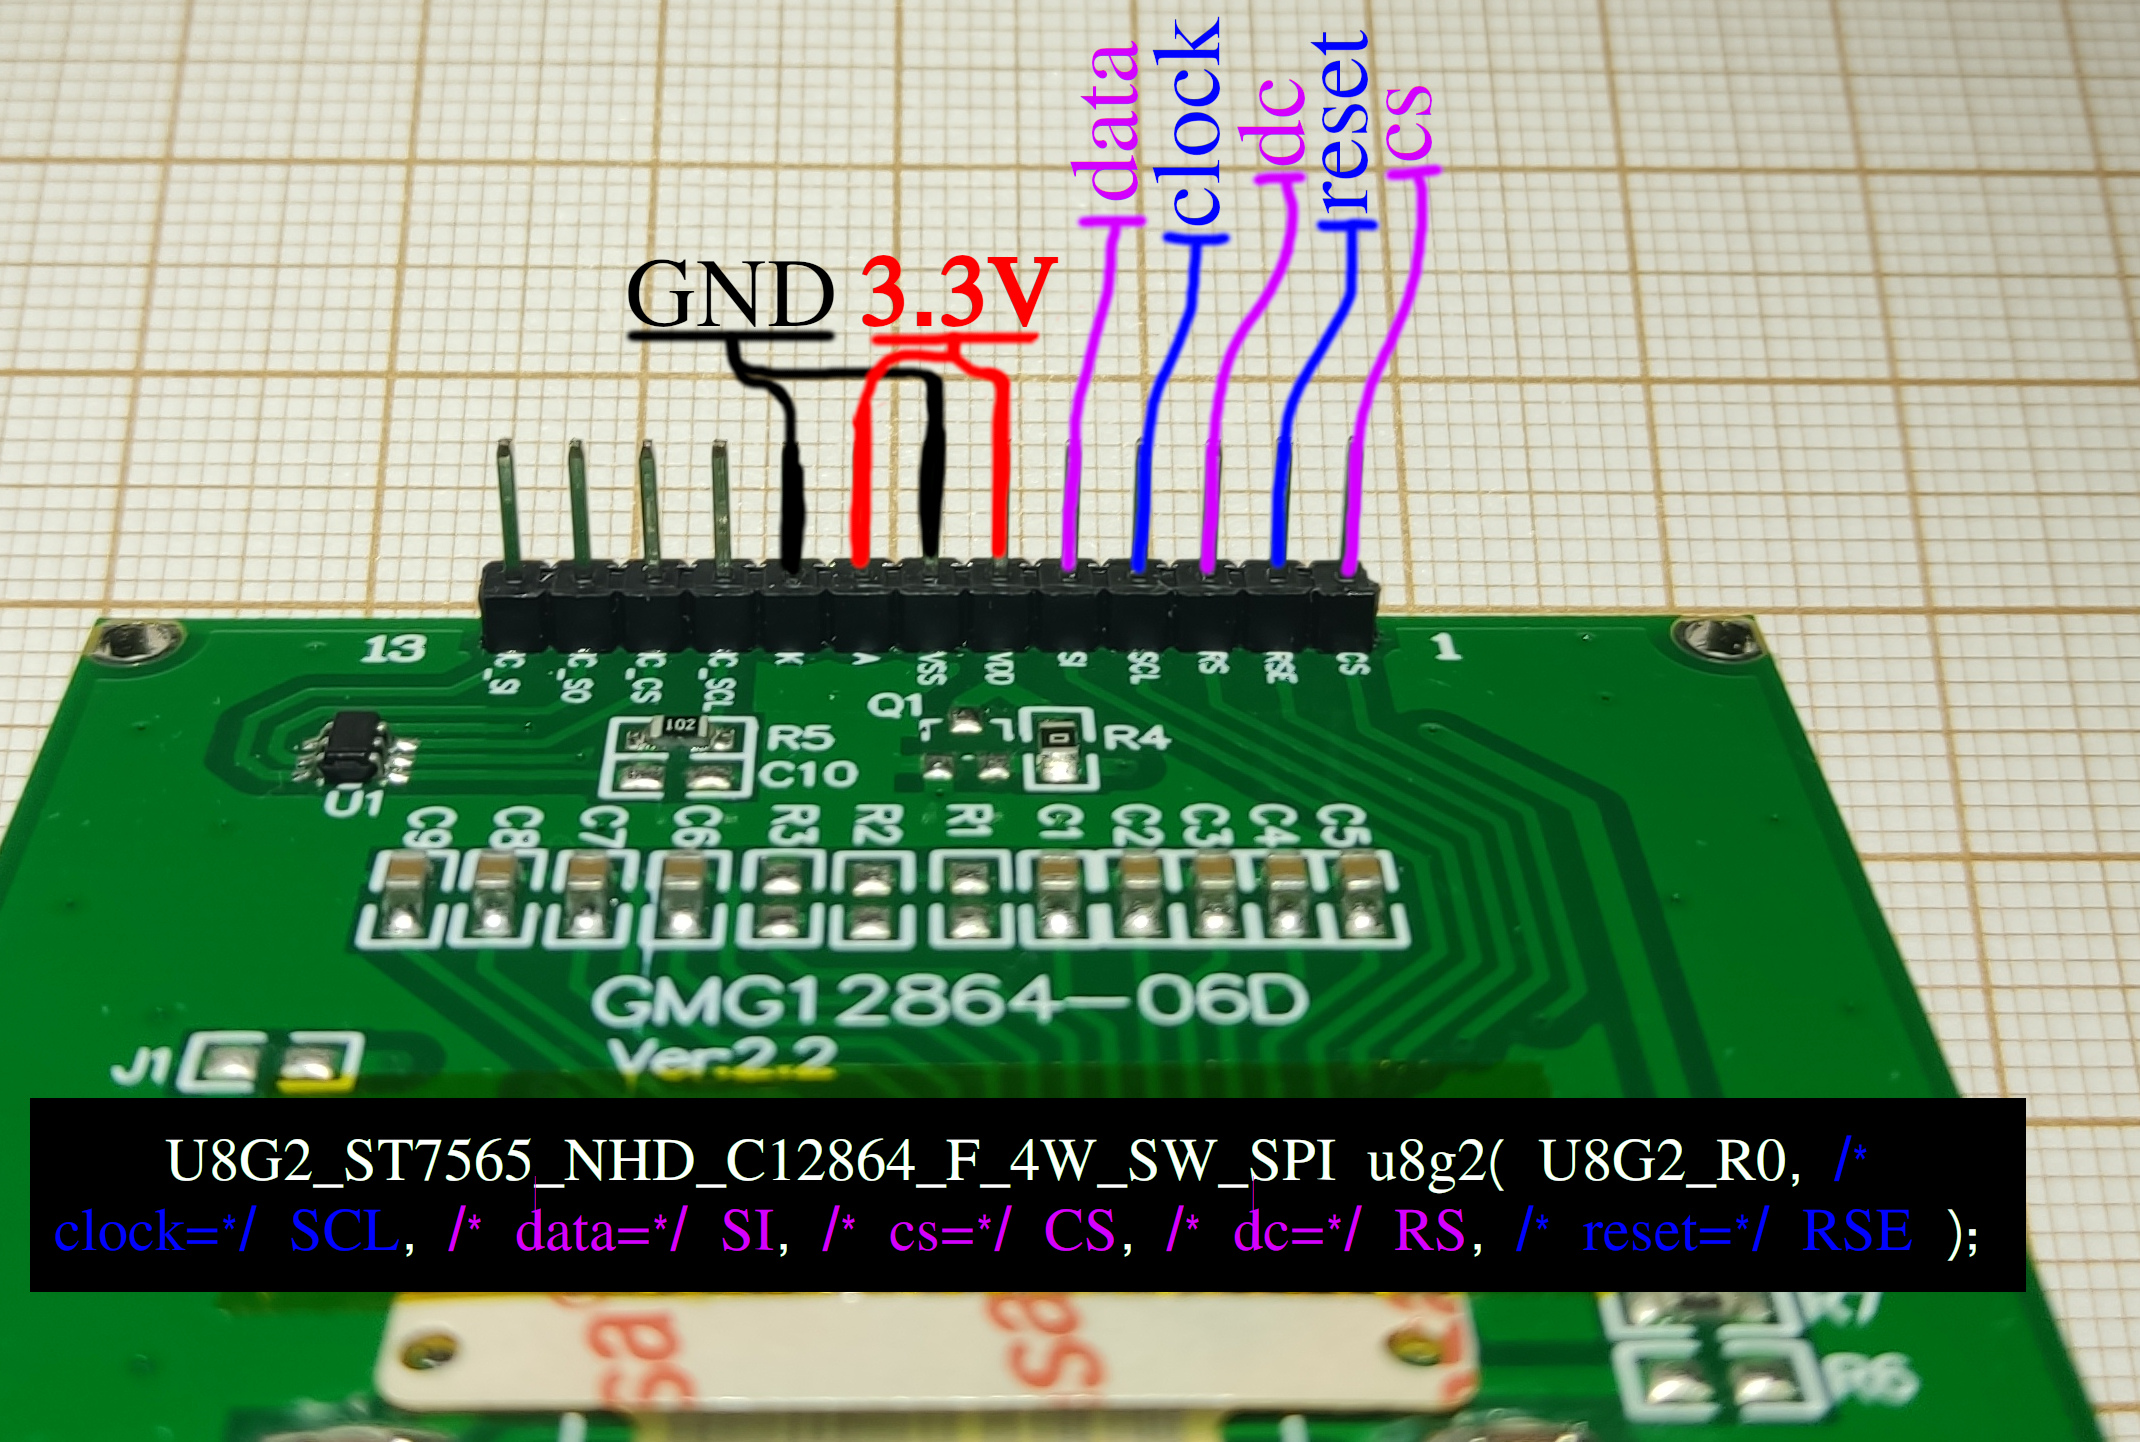 data
clock
dc
reset
cs
GND 3.3V
13
1
K
A
VSS
VDD
SI
SCL
RS
RSE
CS
Q1
102
R5
R4
C10
U1
C9
C8
C7
C6
R3
R2
R1
C1
C2
C3
C4
C5
GMG12864-06D
Ver:2.2
J1
U8G2_ST7565_NHD_C12864_F_4W_SW_SPI u8g2( U8G2_R0, /*
clock=*/ SCL, /* data=*/ SI, /* cs=*/ CS, /* dc=*/ RS, /* reset=*/ RSE );
R7
R6